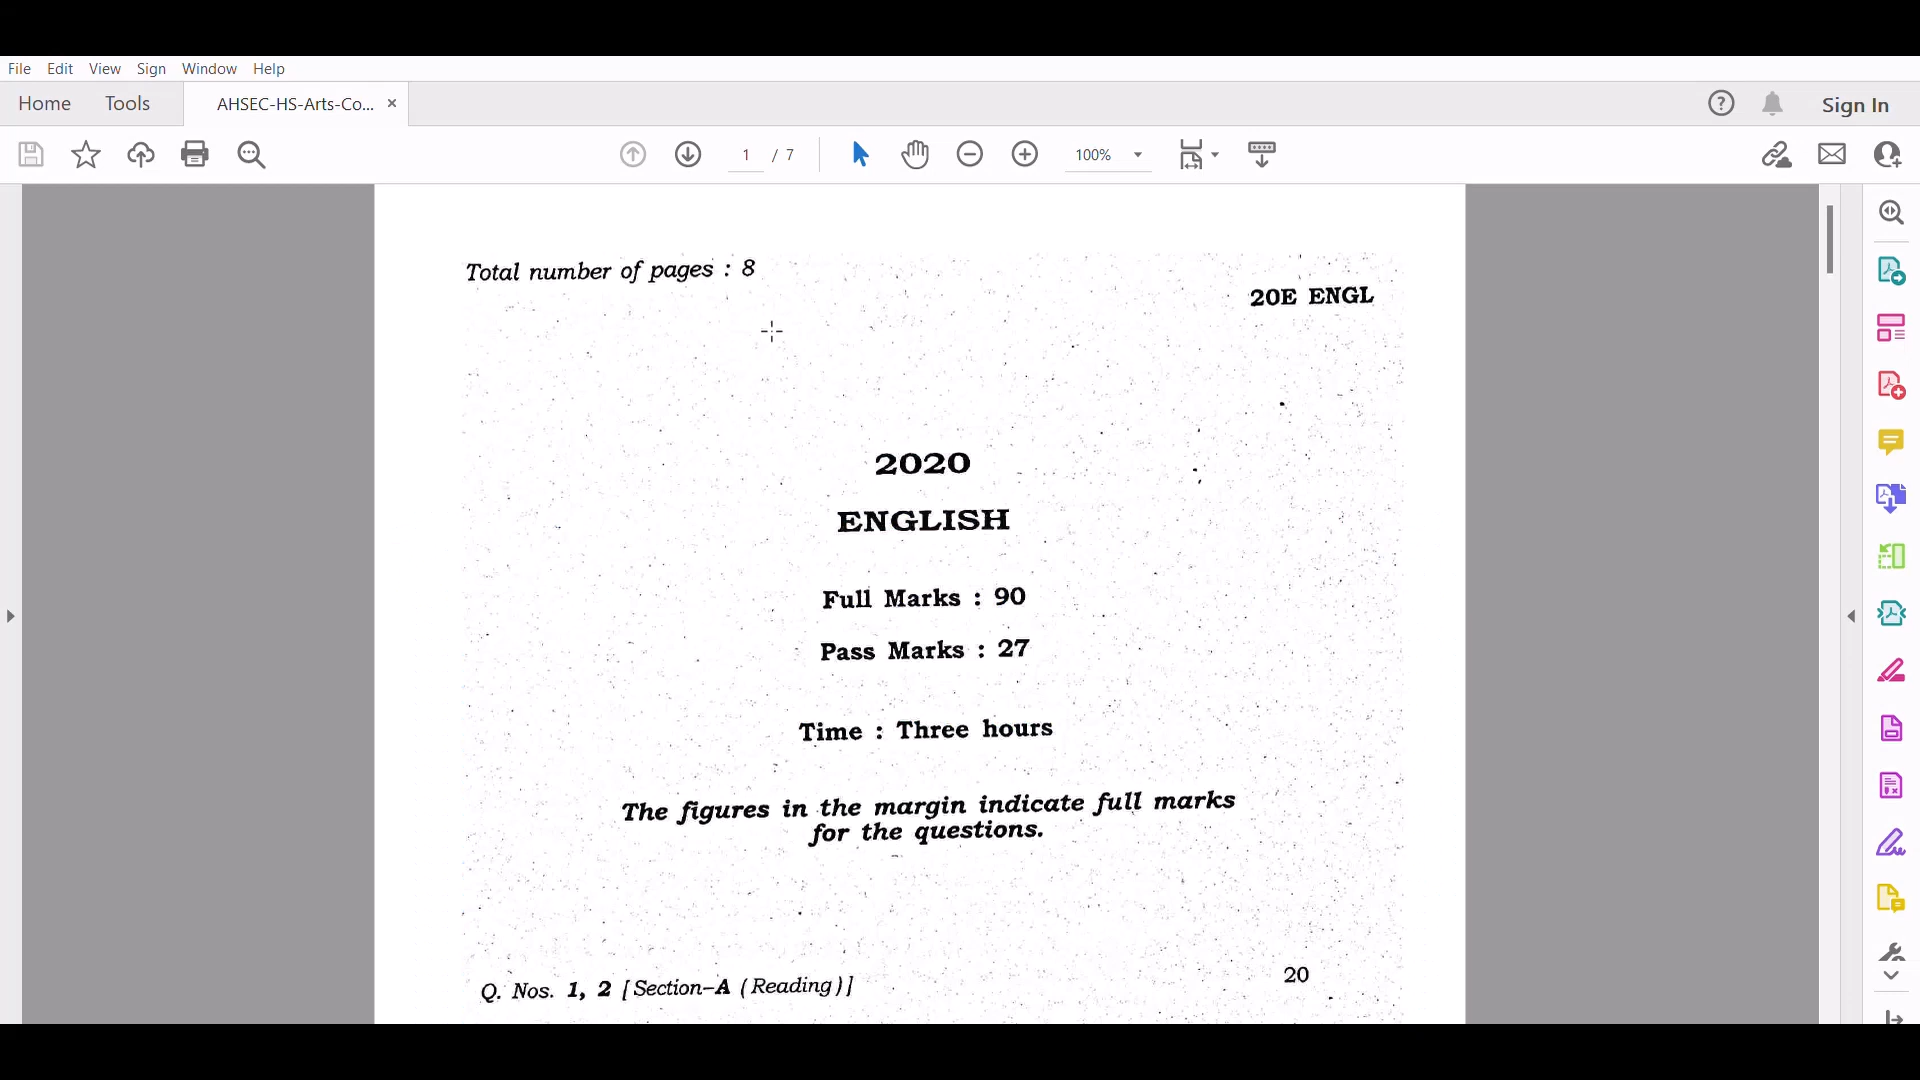 File Edit View Sign Window Help
Home Tools AHSEC-HS-Arts-Co... × Sign In
1 / 7 100%
Total number of pages : 8
20E ENGL
2020
ENGLISH
Full Marks : 90
Pass Marks : 27
Time : Three hours
The figures in the margin indicate full marks
for the questions.
Q. Nos. 1, 2 [Section–A (Reading)] 20